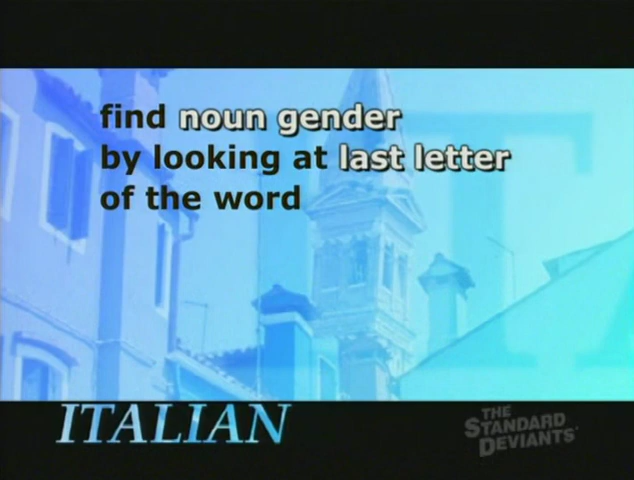 find noun gender
by looking at last letter
of the word
ITALIAN
THE
STANDARD
DEVIANTS